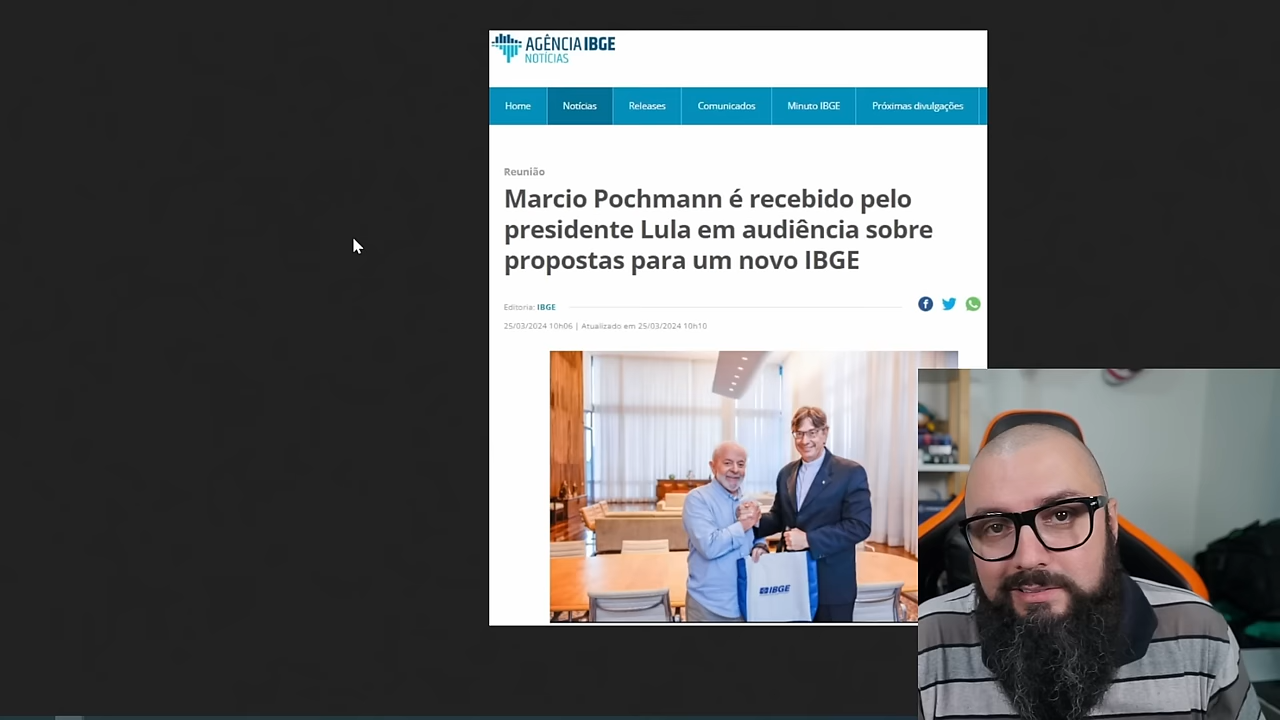 AGÊNCIA IBGE
NOTÍCIAS
Home Notícias Releases Comunicados Minuto IBGE Próximas divulgações
Reunião
Marcio Pochmann é recebido pelo
presidente Lula em audiência sobre
propostas para um novo IBGE
Editoria: IBGE
25/03/2024 10h06 | Atualizado em 25/03/2024 10h10
IBGE